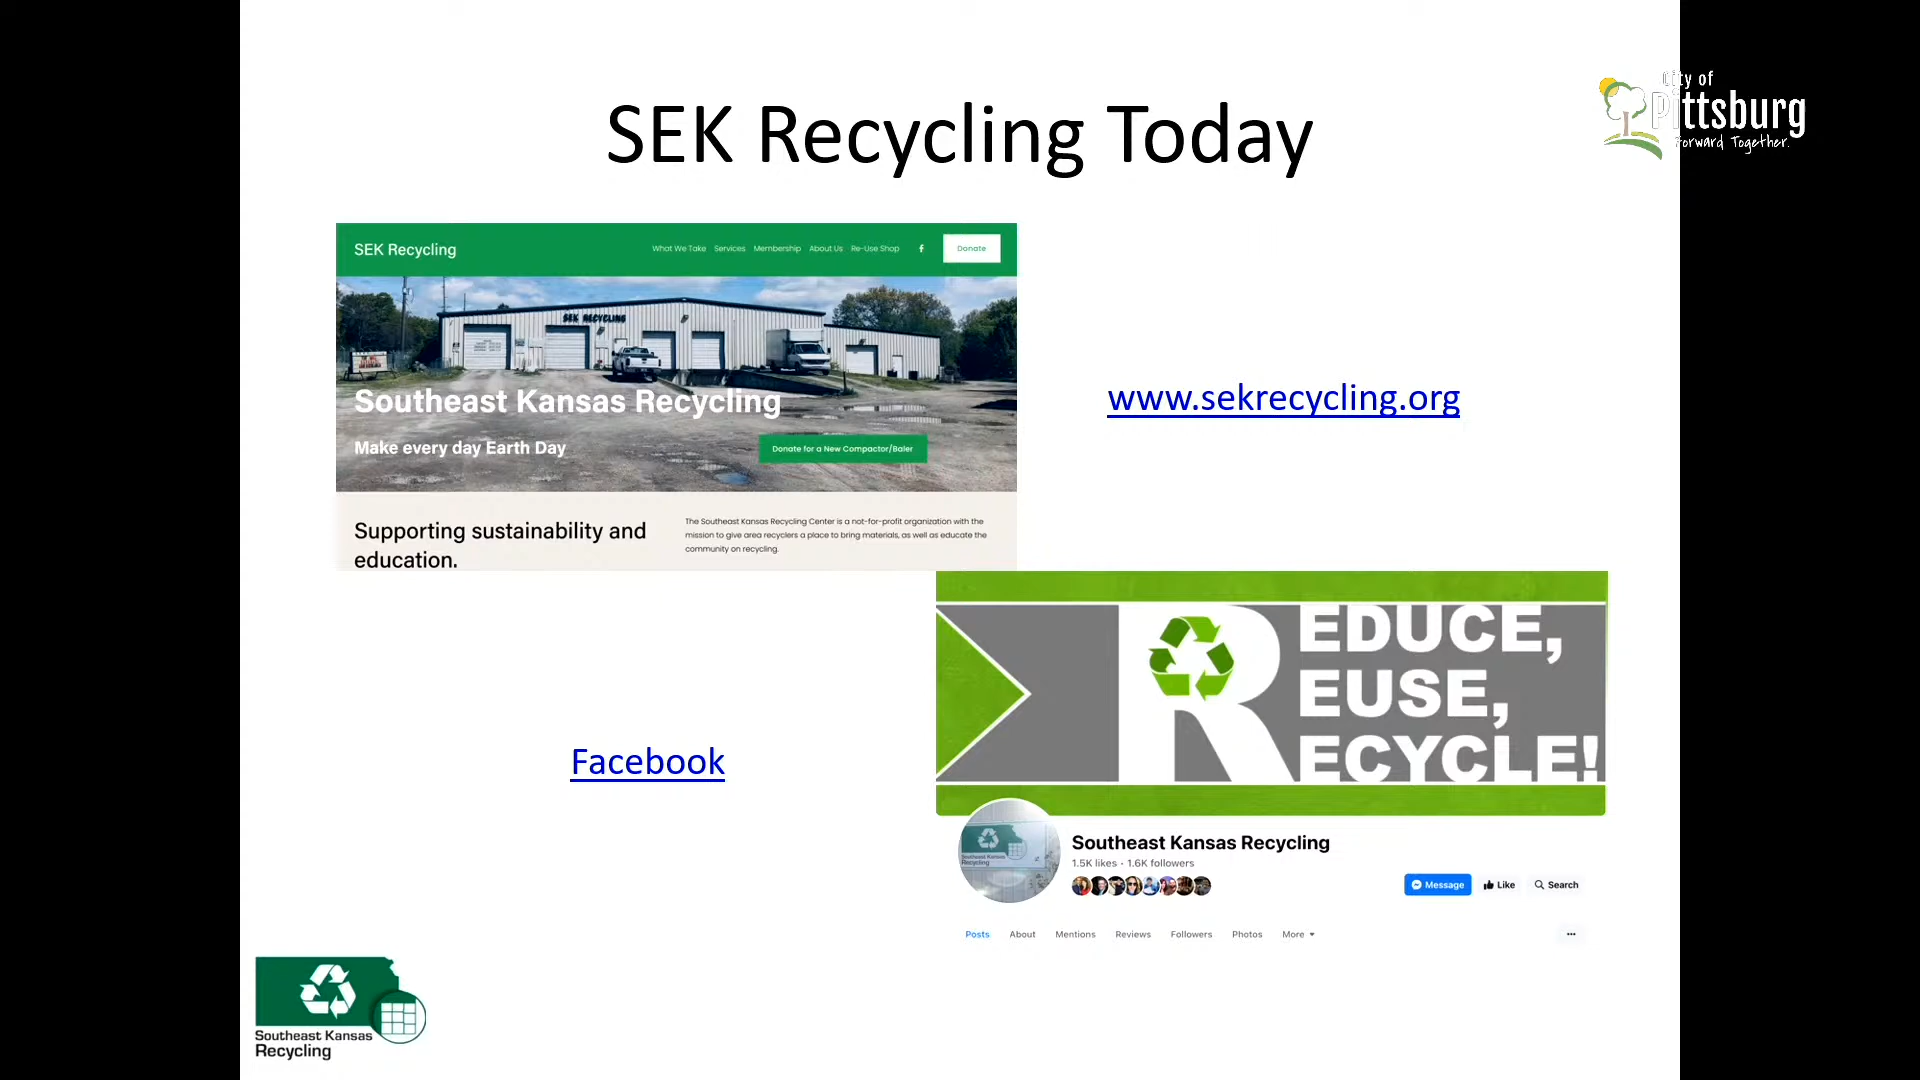 SEK Recycling Today
City of
Pittsburg
Forward Together.
SEK Recycling
What We Take Services Membership About Us Re-Use Shop
Donate
SEK RECYCLING
Southeast Kansas Recycling
Make every day Earth Day
Donate for a New Compactor/Baler
Supporting sustainability and
education.
The Southeast Kansas Recycling Center is a not-for-profit organization with the
mission to give area recyclers a place to bring materials, as well as educate the
community on recycling.
www.sekrecycling.org
Facebook
REDUCE,
EUSE,
ECYCLE!
Southeast Kansas
Recycling
Southeast Kansas Recycling
1.5K likes • 1.6K followers
Message Like Search
Posts About Mentions Reviews Followers Photos More
Southeast Kansas
Recycling